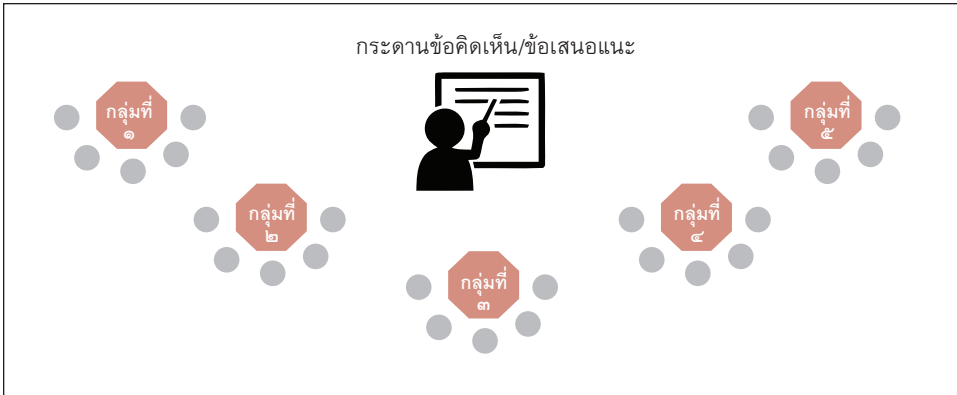 กระดานข้อคิดเห็น/ข้อเสนอแนะ
กลุ่มที่
๑
กลุ่มที่
๒
กลุ่มที่
๓
กลุ่มที่
๔
กลุ่มที่
๕